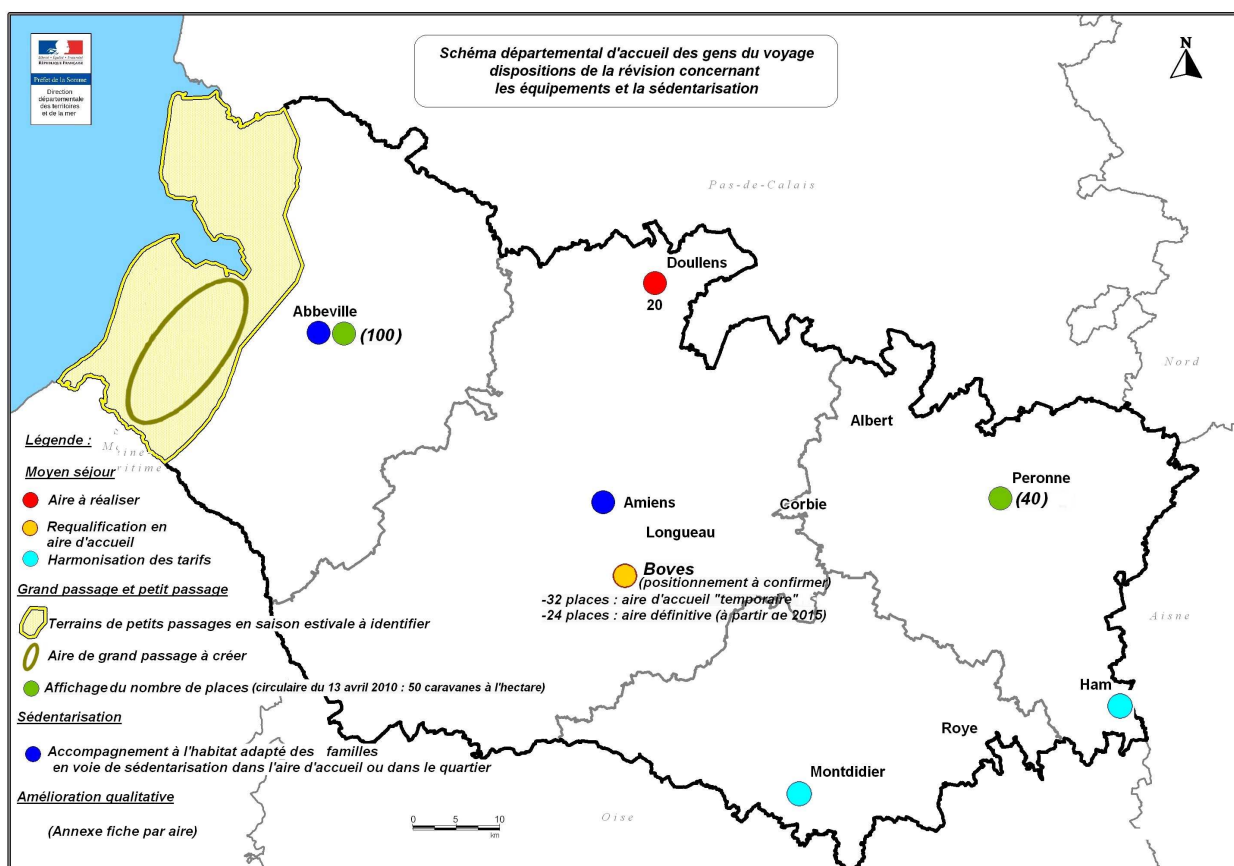 Liberté • Égalité • Fraternité
RÉPUBLIQUE FRANÇAISE
Préfet de la Somme
Direction
départementale
des territoires
et de la mer
Schéma départemental d'accueil des gens du voyage
dispositions de la révision concernant
les équipements et la sédentarisation
N
Pas-de-Calais
Doullens
20
Abbeville
(100)
Nord
Albert
Peronne
(40)
Amiens
Corbie
Longueau
Boves
(positionnement à confirmer)
-32 places : aire d'accueil "temporaire"
-24 places : aire définitive (à partir de 2015)
Aisne
Ham
Roye
Montdidier
Oise
0 10
km
Légende :
Moyen séjour
Aire à réaliser
Requalification en
aire d'accueil
Harmonisation des tarifs
Grand passage et petit passage
Terrains de petits passages en saison estivale à identifier
Aire de grand passage à créer
Affichage du nombre de places (circulaire du 13 avril 2010 : 50 caravanes à l'hectare)
Sédentarisation
Accompagnement à l'habitat adapté des familles
en voie de sédentarisation dans l'aire d'accueil ou dans le quartier
Amélioration qualitative
(Annexe fiche par aire)